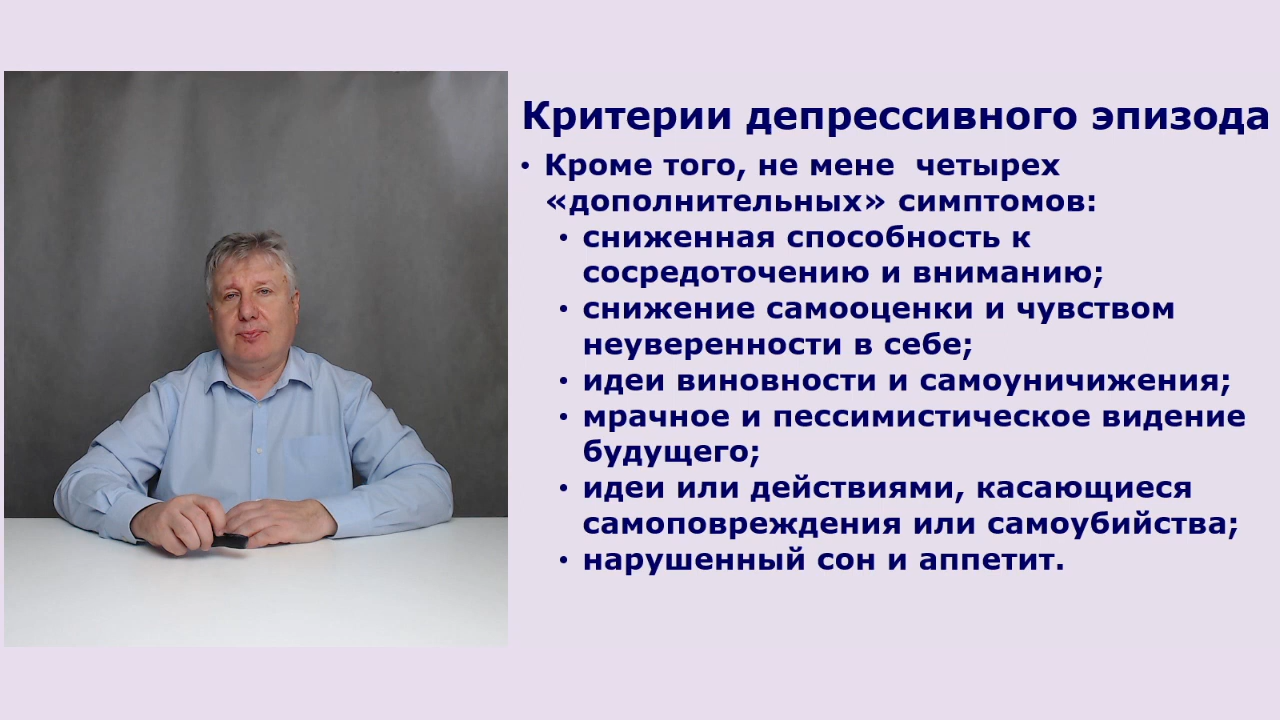 Критерии депрессивного эпизода
• Кроме того, не мене  четырех
«дополнительных» симптомов:
• сниженная способность к
сосредоточению и вниманию;
• снижение самооценки и чувством
неуверенности в себе;
• идеи виновности и самоуничижения;
• мрачное и пессимистическое видение
будущего;
• идеи или действиями, касающиеся
самоповреждения или самоубийства;
• нарушенный сон и аппетит.